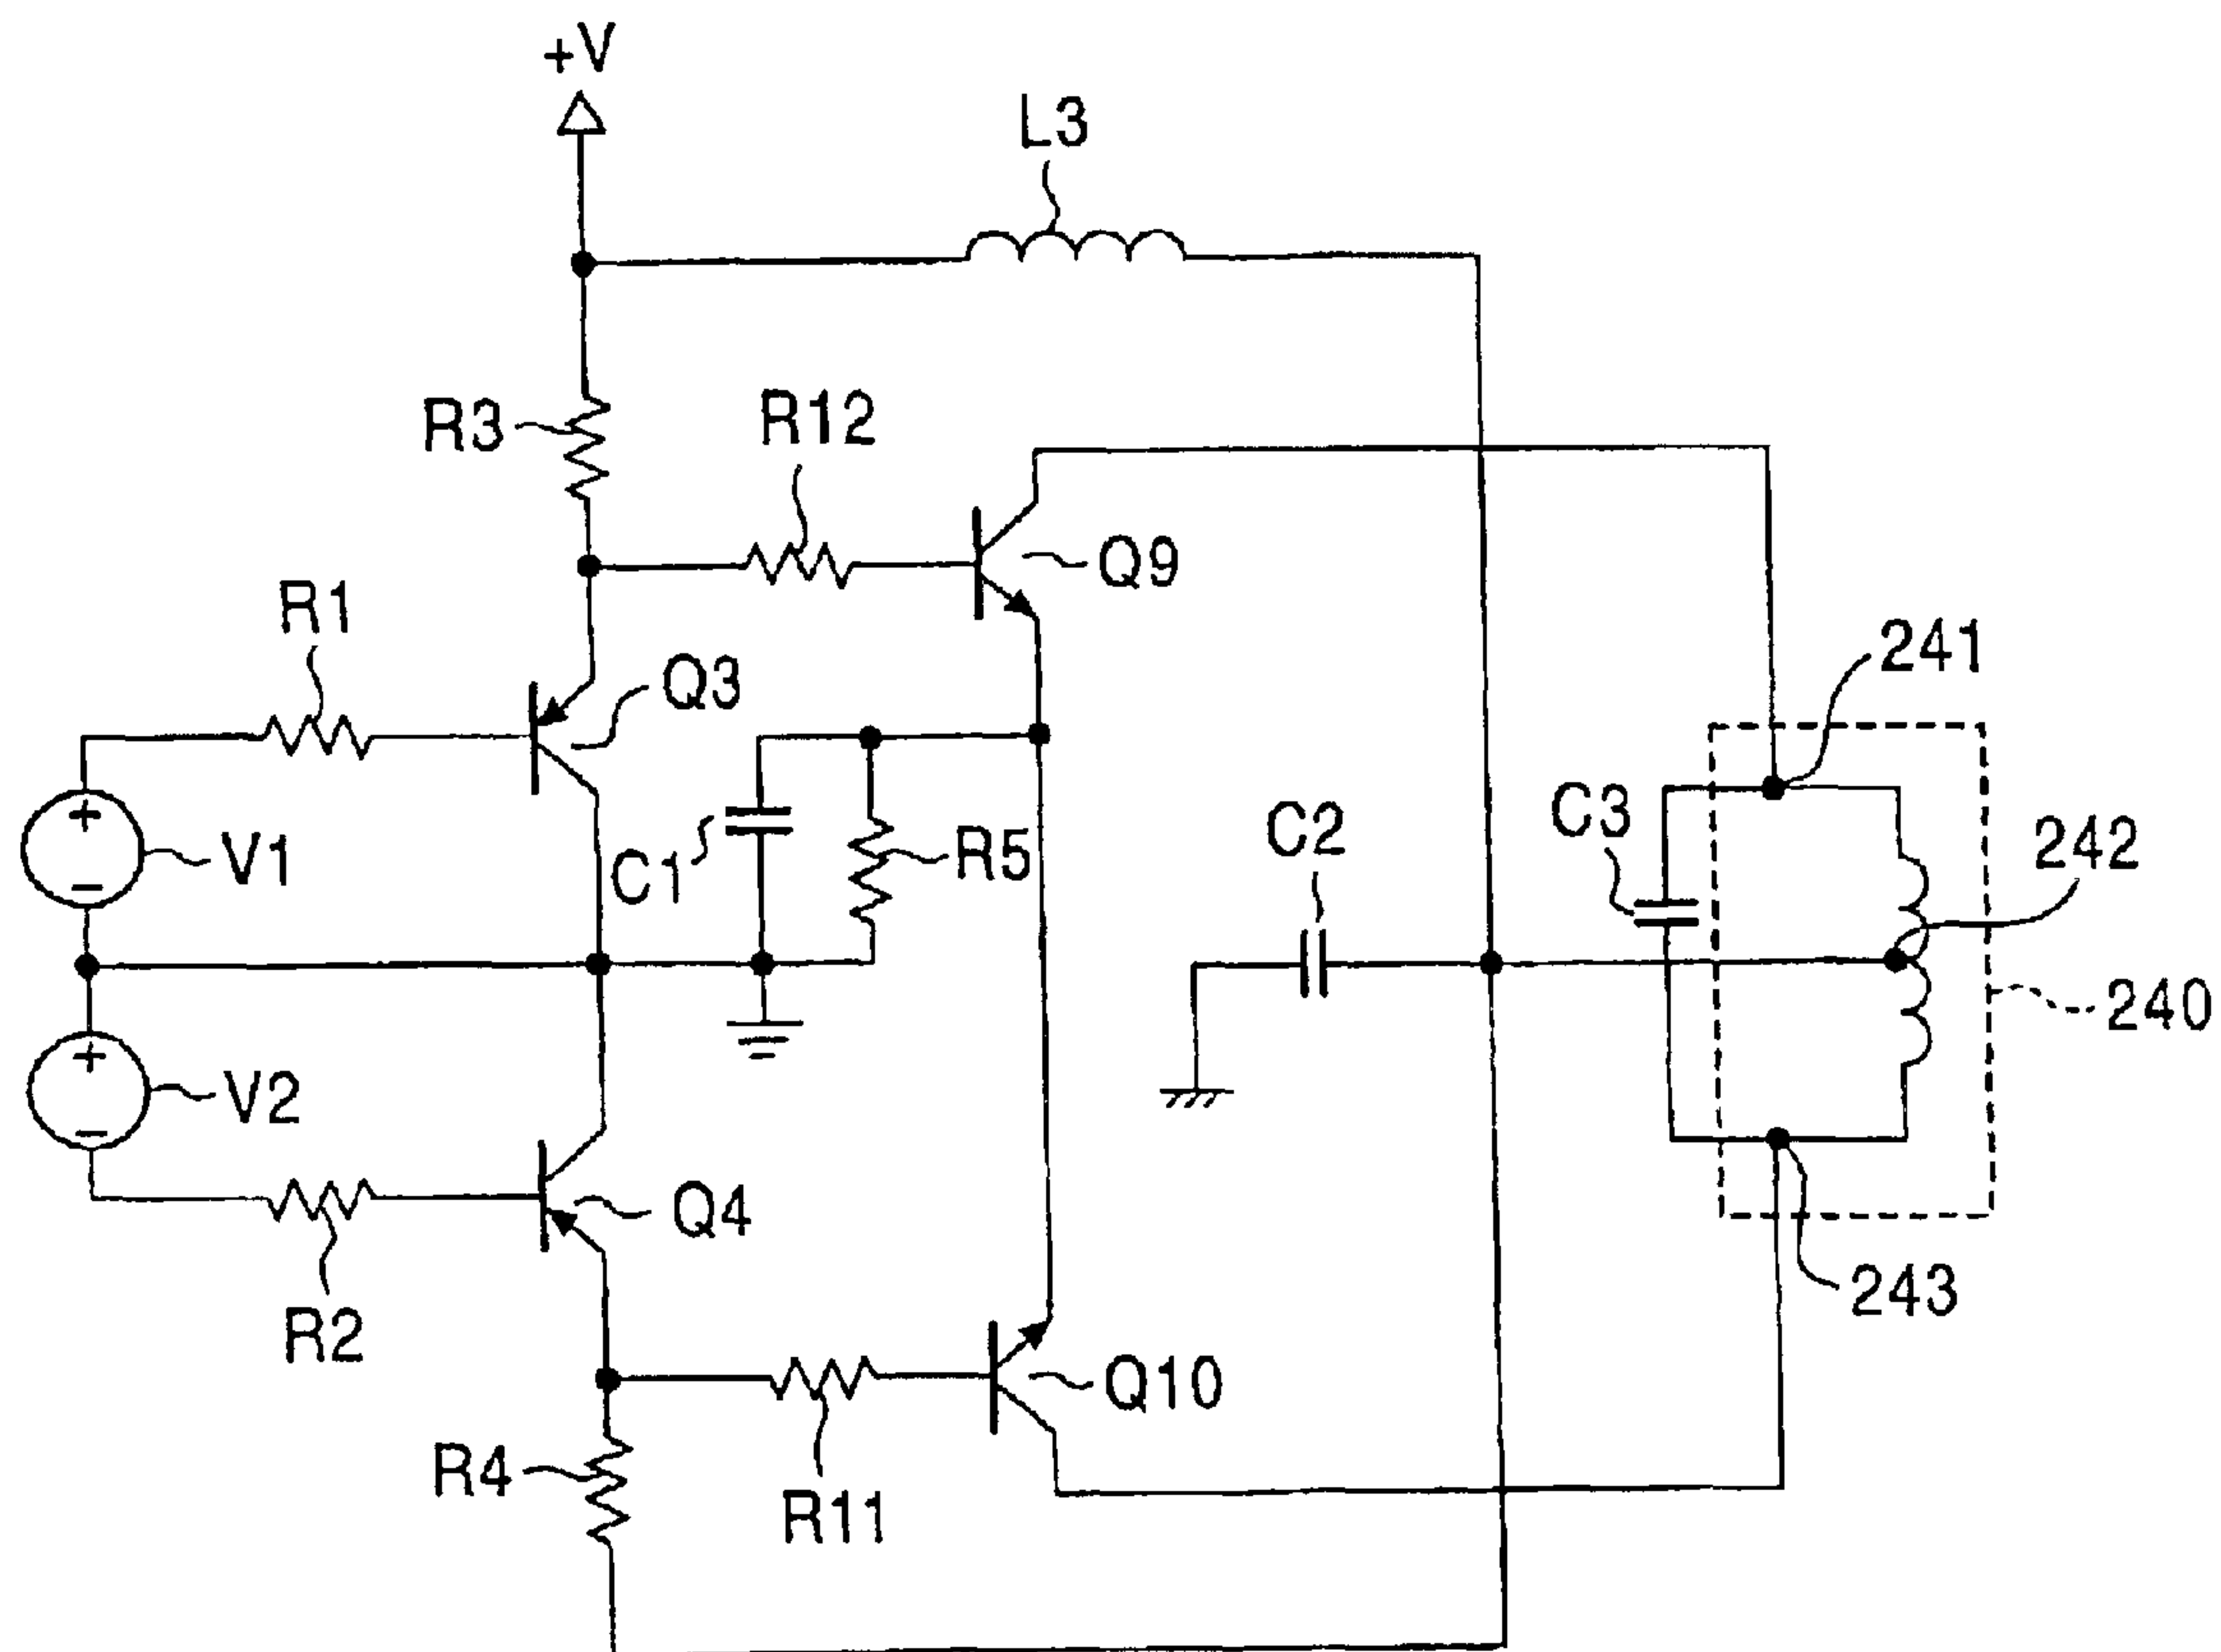 +V
L3
R3
R12
Q9
R1
Q3
241
+
V1
-
C1
R5
C2
C3
242
240
+
V2
-
Q4
R2
243
Q10
R4
R11